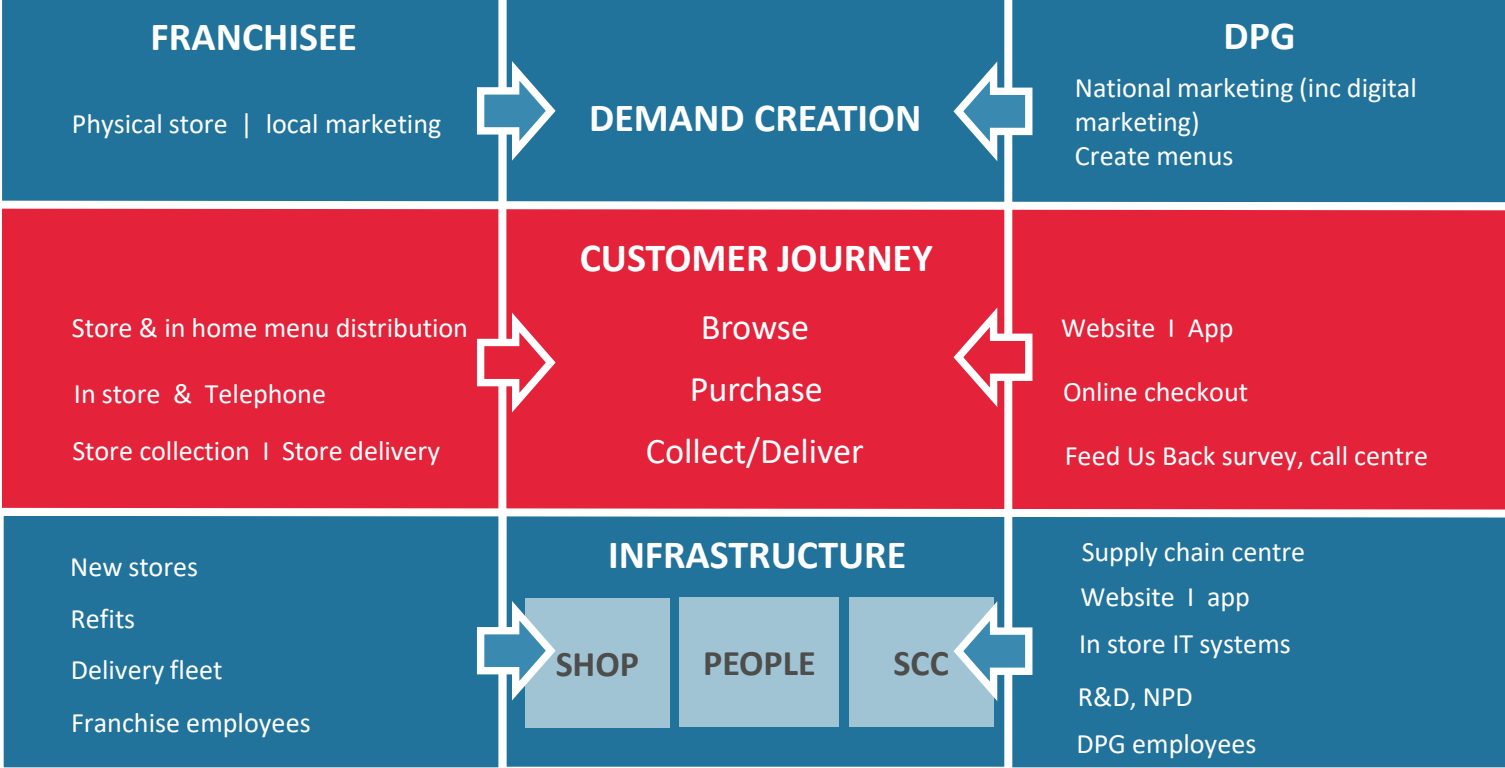 FRANCHISEE
Physical store | local marketing
DEMAND CREATION
DPG
National marketing (inc digital
marketing)
Create menus
Store & in home menu distribution
In store & Telephone
Store collection I Store delivery
CUSTOMER JOURNEY
Browse
Purchase
Collect/Deliver
Website I App
Online checkout
Feed Us Back survey, call centre
New stores
Refits
Delivery fleet
Franchise employees
INFRASTRUCTURE
SHOP
PEOPLE
SCC
Supply chain centre
Website I app
In store IT systems
R&D, NPD
DPG employees